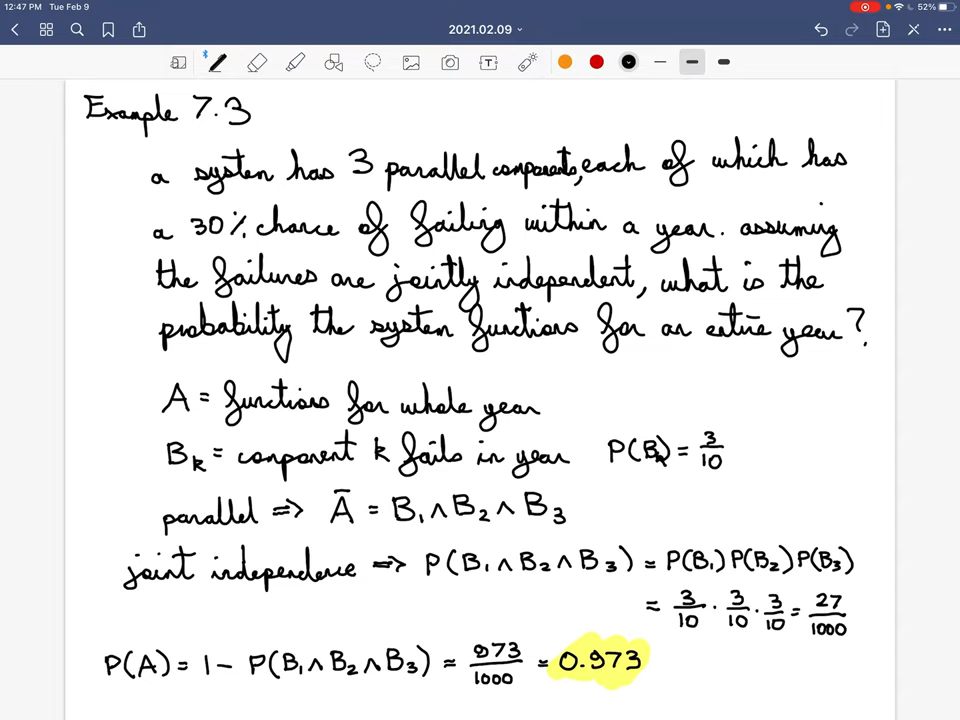 12:47 PM Tue Feb 9
52%
2021.02.09
Example 7.3
a system has 3 parallel components, each of which has
a 30% chance of failing within a year. assuming
the failures are jointly independent, what is the
probability the system functions for an entire year?
A = functions for whole year
Bₖ = component k fails in year P(Bₖ) = 3/10
parallel ⇒ Ā = B₁ ∧ B₂ ∧ B₃
joint independence ⇒ P(B₁ ∧ B₂ ∧ B₃) = P(B₁) P(B₂) P(B₃)
= 3/10 · 3/10 · 3/10 = 27/1000
P(A) = 1 - P(B₁ ∧ B₂ ∧ B₃) = 973/1000 = 0.973